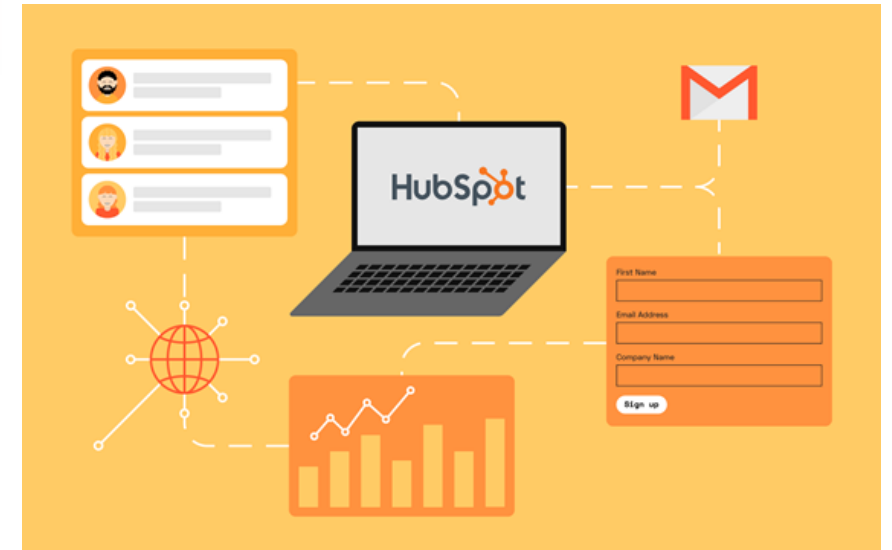 HubSpot
First Name
Email Address
Company Name
Sign up